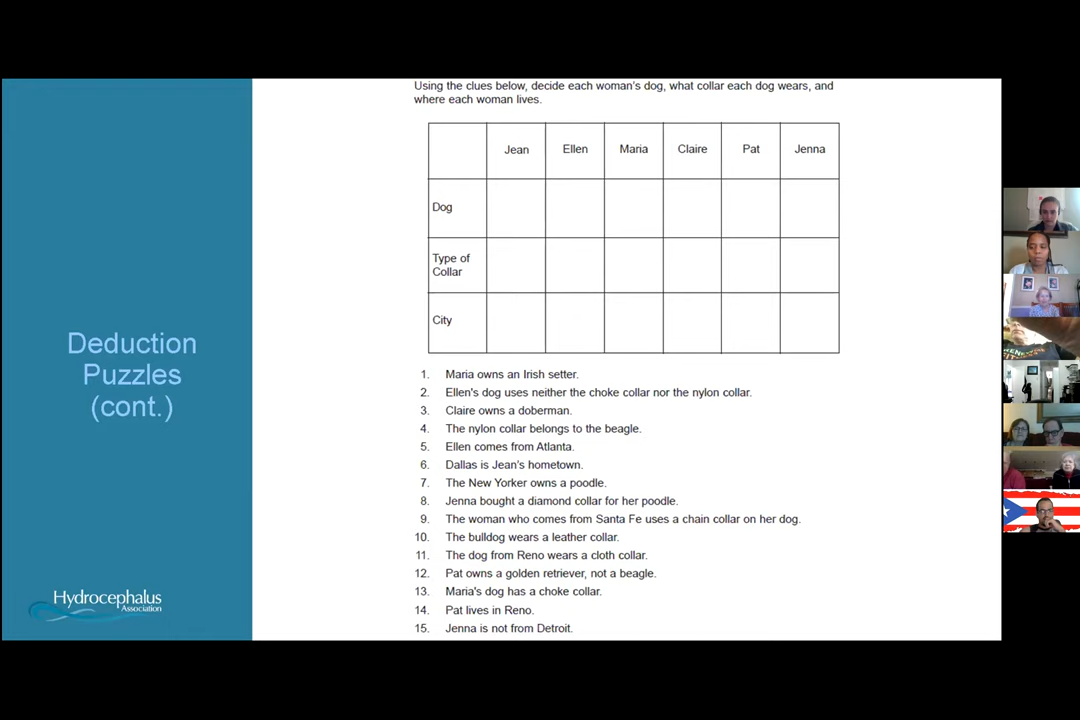 Using the clues below, decide each woman's dog, what collar each dog wears, and
where each woman lives.
Jean Ellen Maria Claire Pat Jenna
Dog
Type of
Collar
City
Deduction
Puzzles
(cont.)
1. Maria owns an Irish setter.
2. Ellen's dog uses neither the choke collar nor the nylon collar.
3. Claire owns a doberman.
4. The nylon collar belongs to the beagle.
5. Ellen comes from Atlanta.
6. Dallas is Jean's hometown.
7. The New Yorker owns a poodle.
8. Jenna bought a diamond collar for her poodle.
9. The woman who comes from Santa Fe uses a chain collar on her dog.
10. The bulldog wears a leather collar.
11. The dog from Reno wears a cloth collar.
12. Pat owns a golden retriever, not a beagle.
13. Maria's dog has a choke collar.
14. Pat lives in Reno.
15. Jenna is not from Detroit.
Hydrocephalus
Association